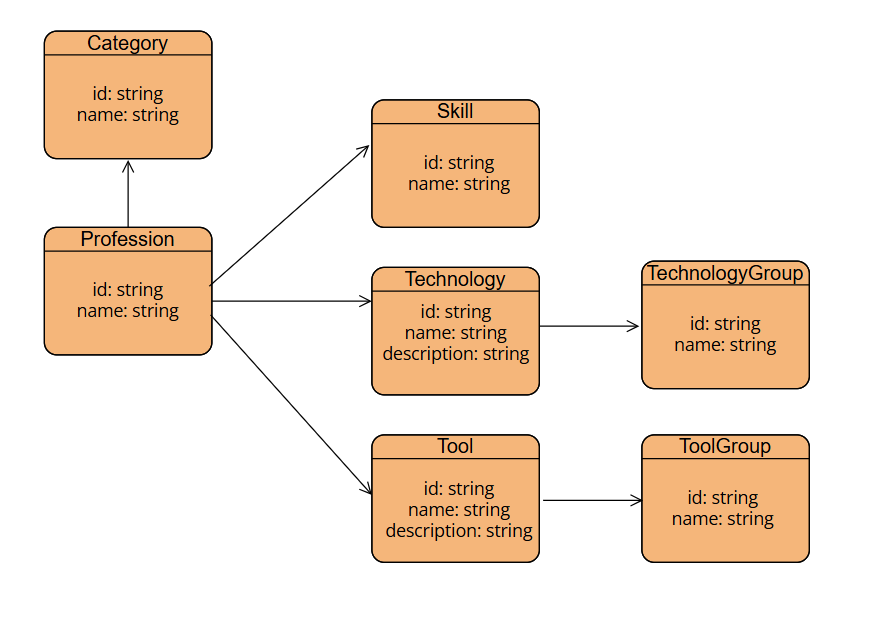 Category
id: string
name: string
Profession
id: string
name: string
Skill
id: string
name: string
Technology
id: string
name: string
description: string
TechnologyGroup
id: string
name: string
Tool
id: string
name: string
description: string
ToolGroup
id: string
name: string